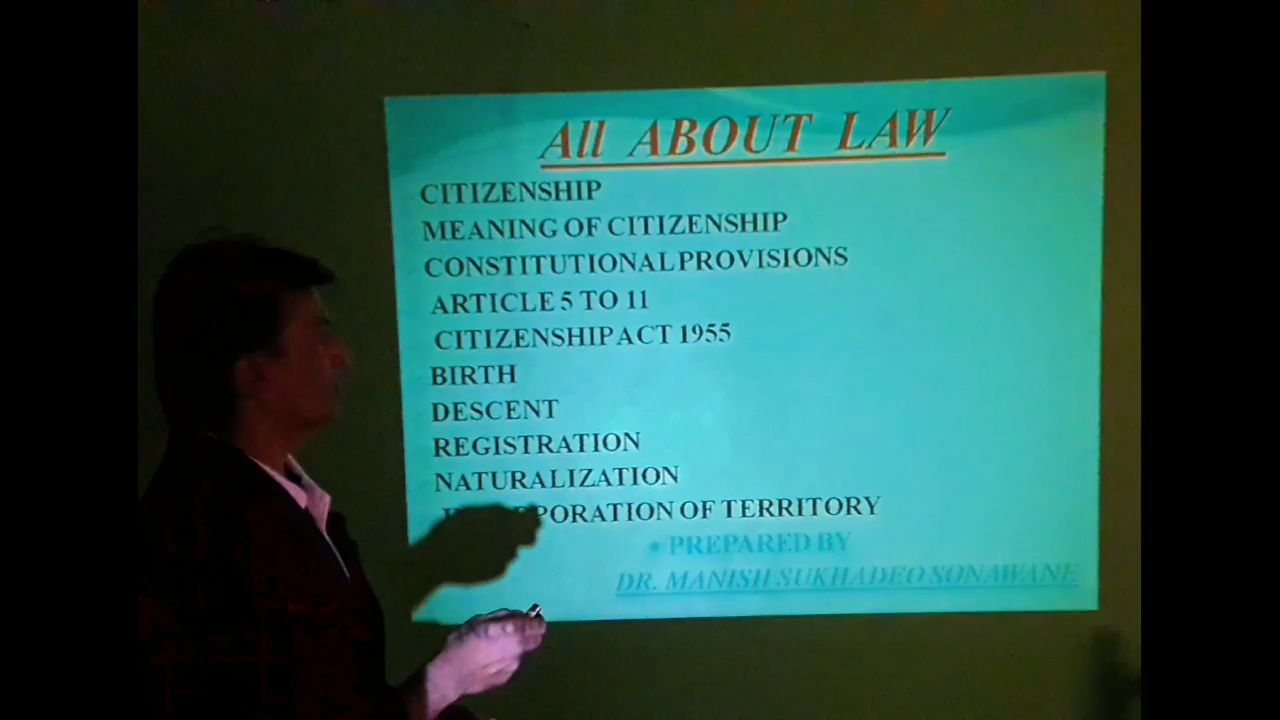 All ABOUT LAW
CITIZENSHIP
MEANING OF CITIZENSHIP
CONSTITUTIONAL PROVISIONS
ARTICLE 5 TO 11
CITIZENSHIP ACT 1955
BIRTH
DESCENT
REGISTRATION
NATURALIZATION
OF TERRITORY
• PREPARED BY
DR. MANISH SUKHADEO SONAWANE